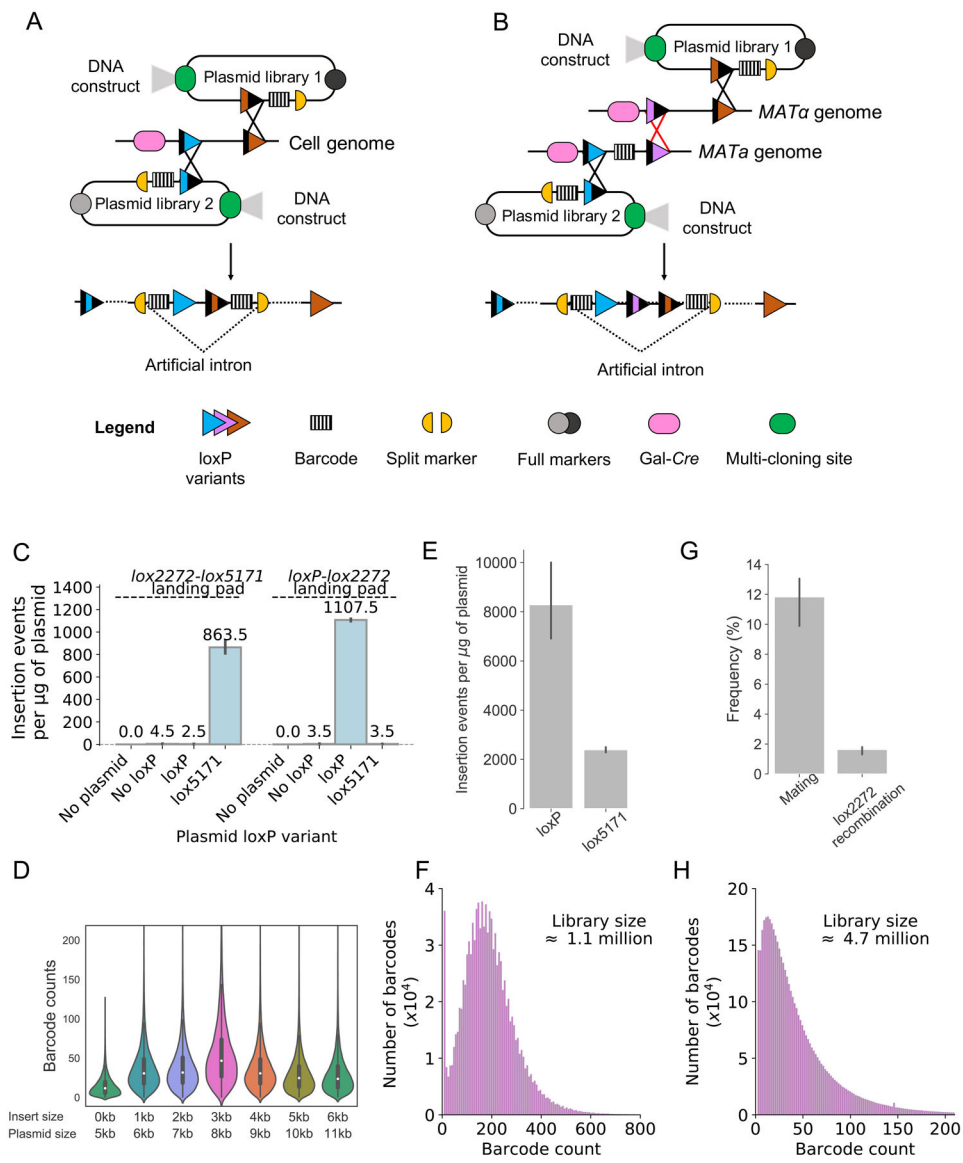 A
DNA
construct
Plasmid library 1
Cell genome
Plasmid library 2
DNA
construct
Artificial intron
B
DNA
construct
Plasmid library 1
MATα genome
MATa genome
Plasmid library 2
DNA
construct
Artificial intron
Legend
loxP
variants
Barcode
Split marker
Full markers
Gal-Cre
Multi-cloning site
C
lox2272-lox5171
landing pad
loxP-lox2272
landing pad
Insertion events
per μg of plasmid
1400
1200
1000
800
600
400
200
0
0.0
4.5
2.5
863.5
0.0
3.5
1107.5
3.5
No plasmid
No loxP
loxP
lox5171
No plasmid
No loxP
loxP
lox5171
Plasmid loxP variant
E
Insertion events per μg of plasmid
10000
8000
6000
4000
2000
0
loxP
lox5171
G
Frequency (%)
14
12
10
8
6
4
2
0
Mating
lox2272
recombination
D
Barcode counts
200
150
100
50
0
Insert size 0kb 1kb 2kb 3kb 4kb 5kb 6kb
Plasmid size 5kb 6kb 7kb 8kb 9kb 10kb 11kb
F
Number of barcodes
(x10⁴)
4
3
2
1
0
Library size
≈ 1.1 million
0 200 400 600 800
Barcode count
H
Number of barcodes
(x10⁴)
20
15
10
5
0
Library size
≈ 4.7 million
0 50 100 150 200
Barcode count